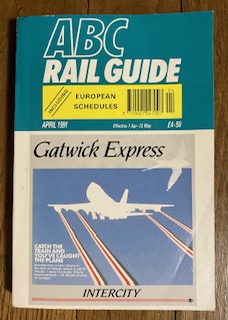 ABC
RAIL GUIDE
INCLUDING
EUROPEAN
SCHEDULES
APRIL 1991
Effective 1 Apr-12 May
£4·50
Gatwick Express
CATCH THE
TRAIN AND
YOU'VE CAUGHT
THE PLANE
INTERCITY